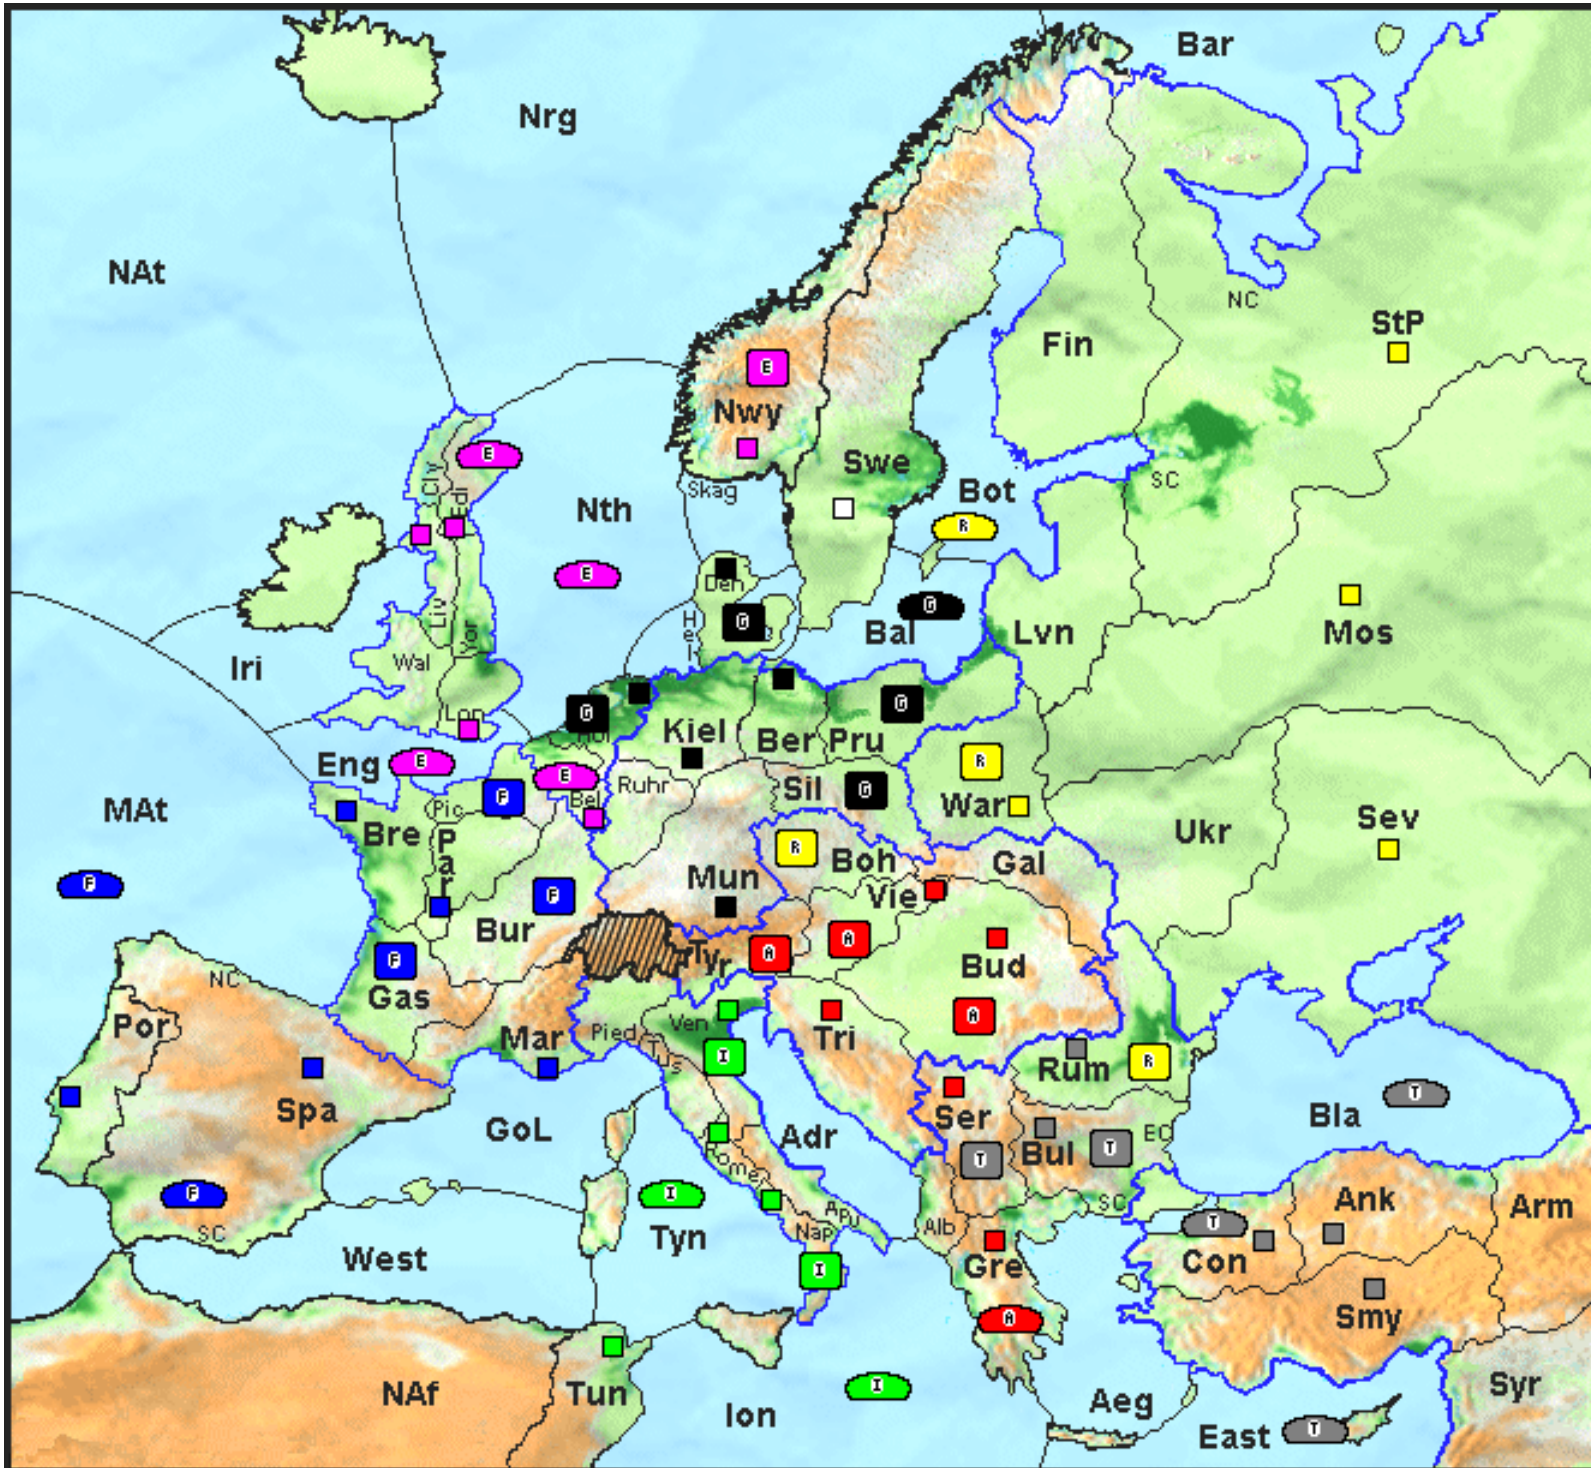 Bar
Nrg
NAt
NC
StP
Fin
E
Nwy
E
Swe
Cly
Edi
Skag
Bot
SC
Nth
R
E
Den
G
G
Hel
Bal
Lvn
Mos
Liv
Yor
Wal
Iri
Lon
G
Hol
Kiel
Ber
Pru
G
Eng
E
E
R
F
Bel
Ruhr
Sil
G
War
MAt
Pic
Bre
Par
Ukr
Sev
R
Boh
Gal
F
Mun
Vie
F
Bur
A
A
Tyr
Bud
F
Gas
NC
Por
Mar
Pied
Ven
Tus
I
Tri
A
Rum
R
Spa
GoL
Ser
Bla
T
Adr
Bul
T
T
EC
Rome
F
SC
I
Tyn
Apu
Nap
Alb
SC
T
Ank
Arm
West
I
Gre
Con
Smy
A
NAf
Tun
Ion
I
Aeg
East
T
Syr